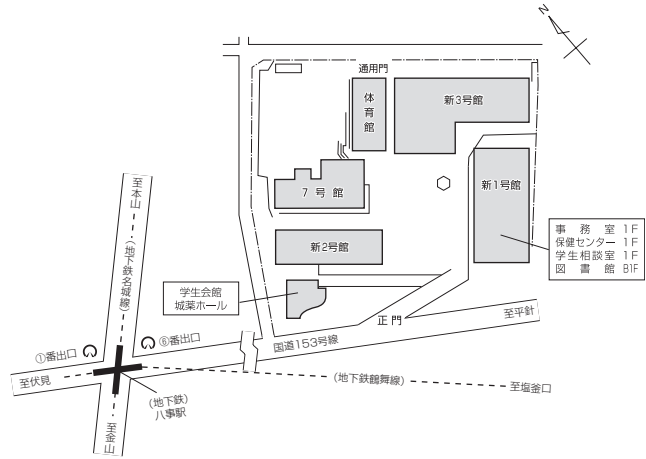 N
通用門
体育館
新3号館
7号館
新1号館
事務室 1F
保健センター 1F
学生相談室 1F
図書館 B1F
新2号館
学生会館
城薬ホール
正門
至平針
国道153号線
至本山
(地下鉄名城線)
①番出口
⑥番出口
至伏見
(地下鉄)
八事駅
(地下鉄鶴舞線)
至塩釜口
至金山